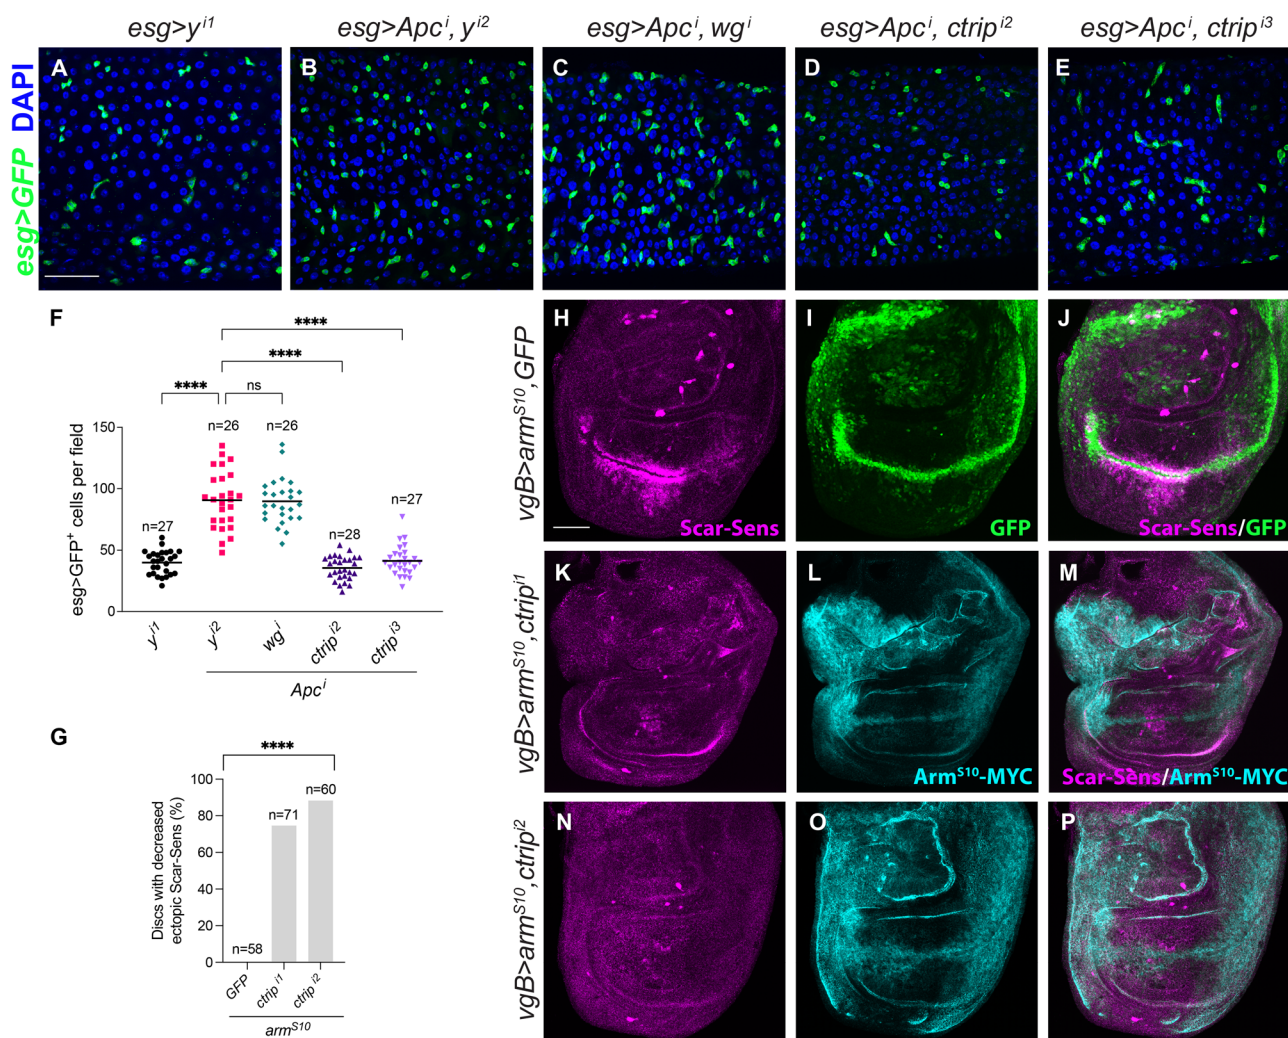 esg>y^i1
esg>Apc^i, y^i2
esg>Apc^i, wg^i
esg>Apc^i, ctrip^i2
esg>Apc^i, ctrip^i3
esg>GFP DAPI
A
B
C
D
E
F
****
****
****
ns
esg>GFP+ cells per field
150
100
50
0
n=27
n=26
n=26
n=28
n=27
y^i1
y^i2
wg^i
ctrip^i2
ctrip^i3
Apc^i
G
****
Discs with decreased
ectopic Scar-Sens (%)
100
80
60
40
20
0
n=58
n=71
n=60
GFP
ctrip^i1
ctrip^i2
arm^S10
vgB>arm^S10, GFP
H
Scar-Sens
I
GFP
J
Scar-Sens/GFP
vgB>arm^S10, ctrip^i1
K
L
Arm^S10-MYC
M
Scar-Sens/Arm^S10-MYC
vgB>arm^S10, ctrip^i2
N
O
P